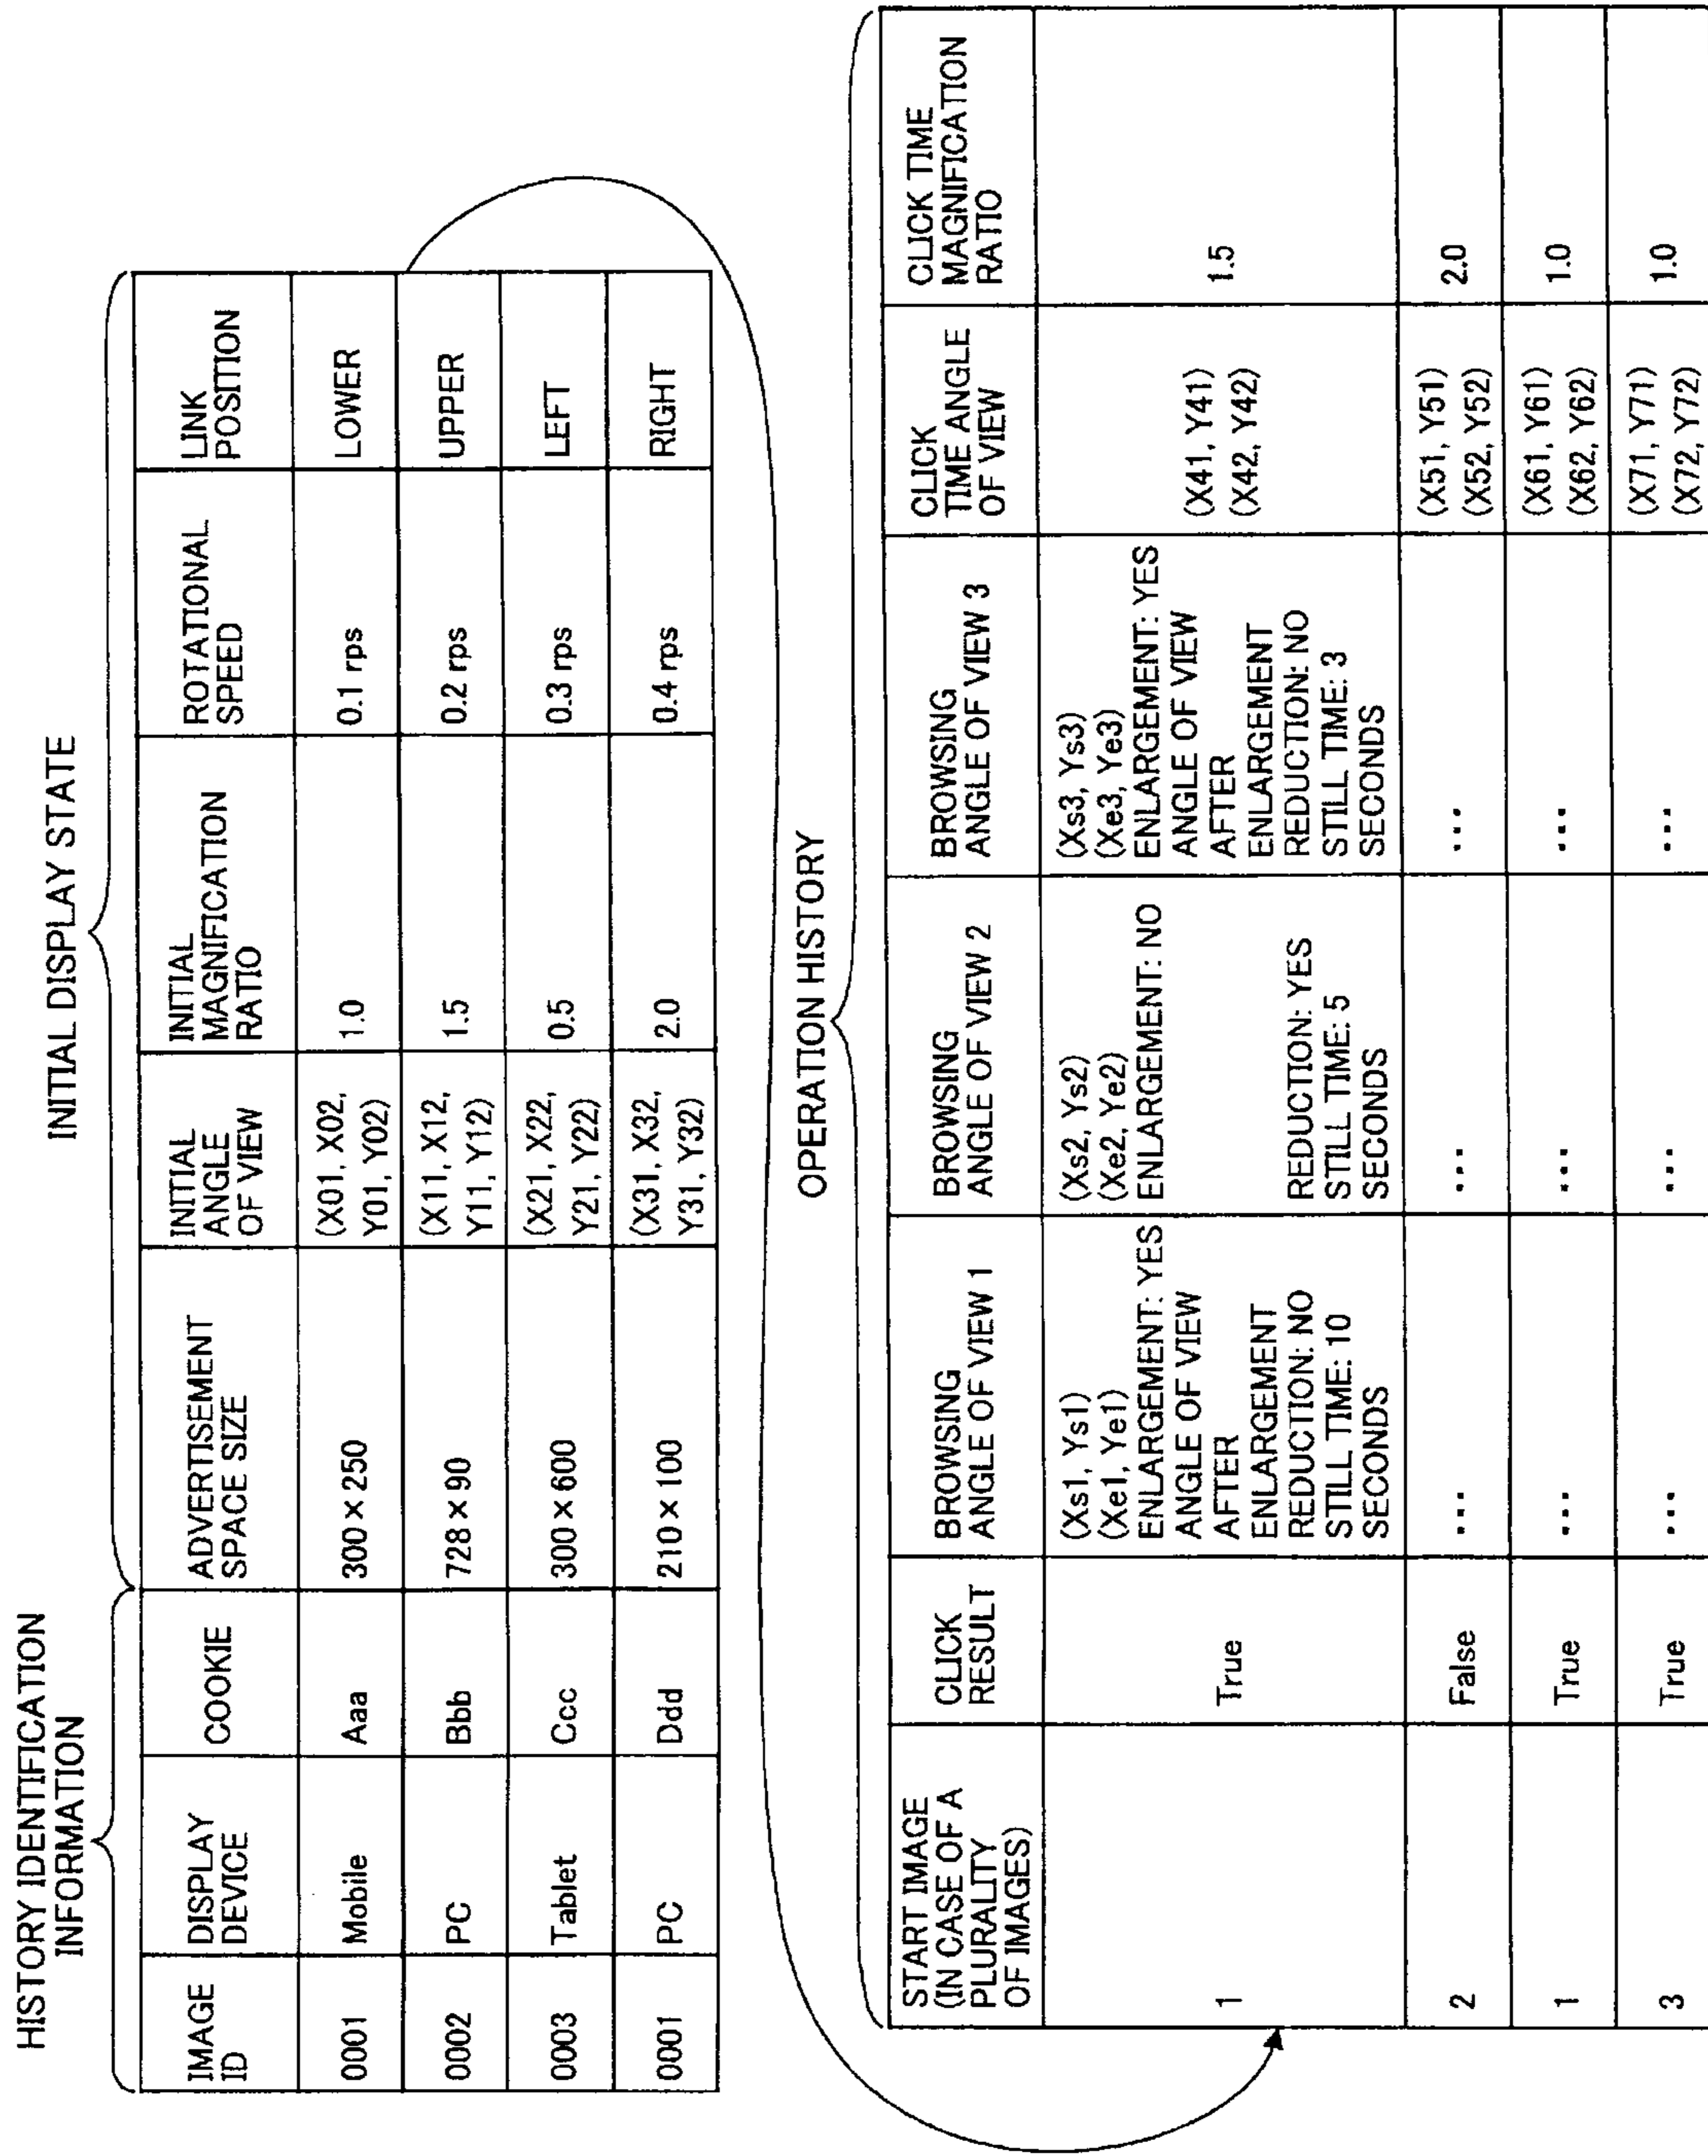 HISTORY IDENTIFICATION
INFORMATION
INITIAL DISPLAY STATE
IMAGE
ID
DISPLAY
DEVICE
COOKIE
ADVERTISEMENT
SPACE SIZE
INITIAL
ANGLE
OF VIEW
INITIAL
MAGNIFICATION
RATIO
ROTATIONAL
SPEED
LINK
POSITION
0001
Mobile
Aaa
300×250
(X01, X02,
Y01, Y02)
1.0
0.1 rps
LOWER
0002
PC
Bbb
728×90
(X11, X12,
Y11, Y12)
1.5
0.2 rps
UPPER
0003
Tablet
Ccc
300×600
(X21, X22,
Y21, Y22)
0.5
0.3 rps
LEFT
0001
PC
Ddd
210×100
(X31, X32,
Y31, Y32)
2.0
0.4 rps
RIGHT
OPERATION HISTORY
START IMAGE
(IN CASE OF A
PLURALITY
OF IMAGES)
CLICK
RESULT
BROWSING
ANGLE OF VIEW 1
BROWSING
ANGLE OF VIEW 2
BROWSING
ANGLE OF VIEW 3
CLICK
TIME ANGLE
OF VIEW
CLICK TIME
MAGNIFICATION
RATIO
1
True
(Xs1, Ys1)
(Xe1, Ye1)
ENLARGEMENT: YES
ANGLE OF VIEW
AFTER
ENLARGEMENT
REDUCTION: NO
STILL TIME: 10
SECONDS
(Xs2, Ys2)
(Xe2, Ye2)
ENLARGEMENT: NO
REDUCTION: YES
STILL TIME: 5
SECONDS
(Xs3, Ys3)
(Xe3, Ye3)
ENLARGEMENT: YES
ANGLE OF VIEW
AFTER
ENLARGEMENT
REDUCTION: NO
STILL TIME: 3
SECONDS
(X41, Y41)
(X42, Y42)
1.5
2
False
...
...
...
(X51, Y51)
(X52, Y52)
2.0
1
True
...
...
...
(X61, Y61)
(X62, Y62)
1.0
3
True
...
...
...
(X71, Y71)
(X72, Y72)
1.0